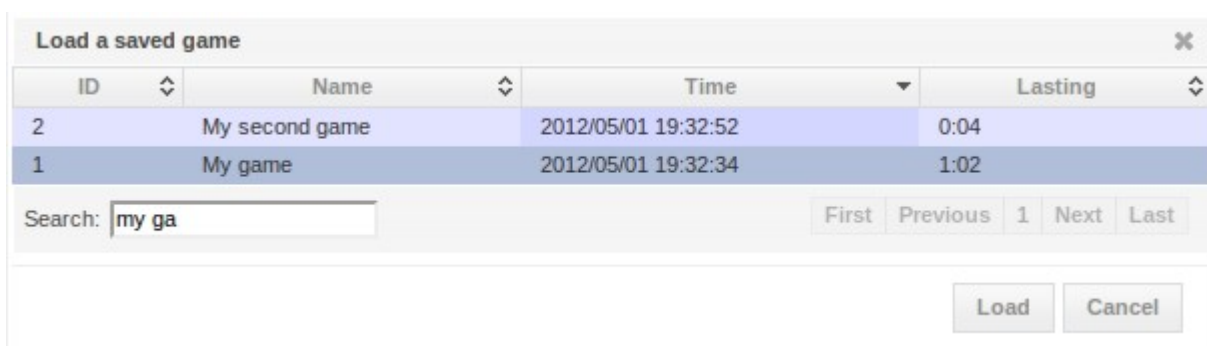 Load a saved game
ID Name Time Lasting
2 My second game 2012/05/01 19:32:52 0:04
1 My game 2012/05/01 19:32:34 1:02
Search: my ga First Previous 1 Next Last
Load Cancel